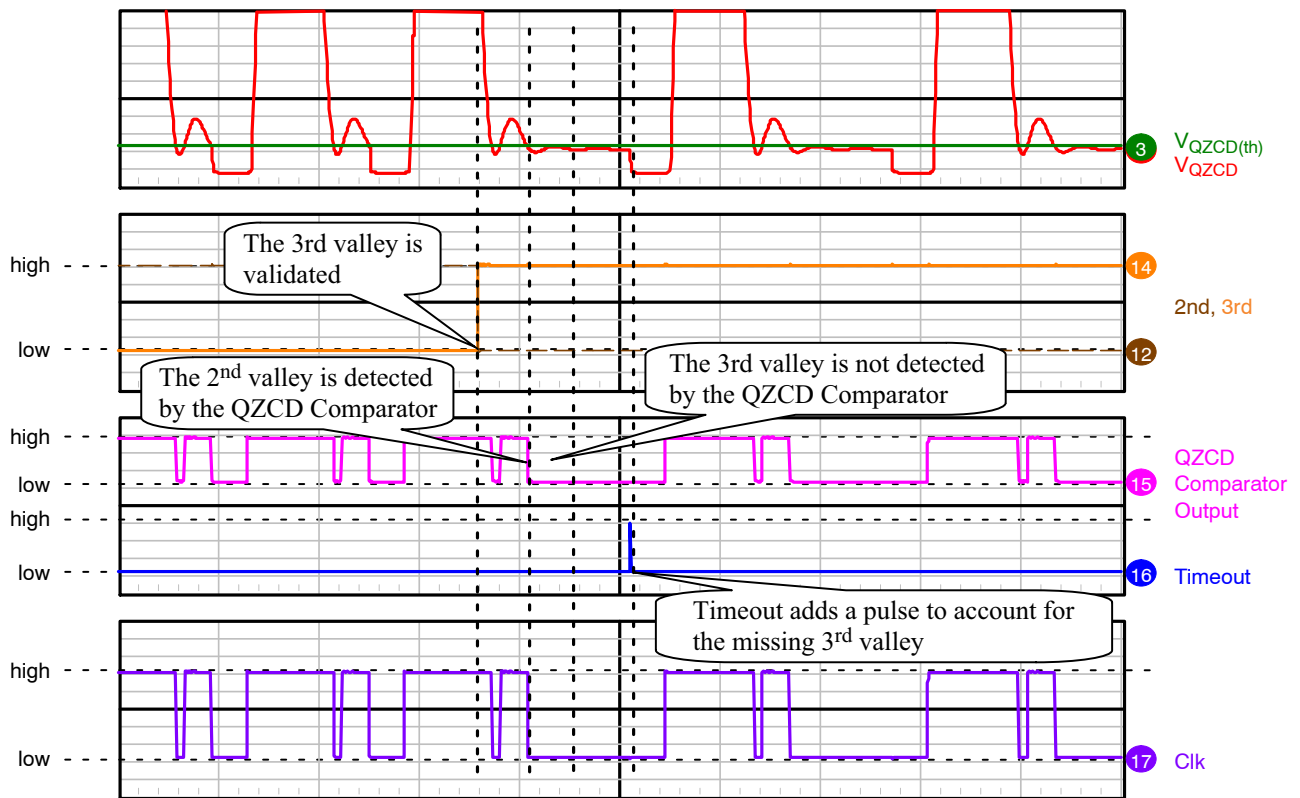 3
VQZCD(th)
VQZCD
high
low
The 3rd valley is
validated
14
2nd, 3rd
12
The 2nd valley is detected
by the QZCD Comparator
The 3rd valley is not detected
by the QZCD Comparator
high
low
15
QZCD
Comparator
Output
high
low
16
Timeout
Timeout adds a pulse to account for
the missing 3rd valley
high
low
17
Clk